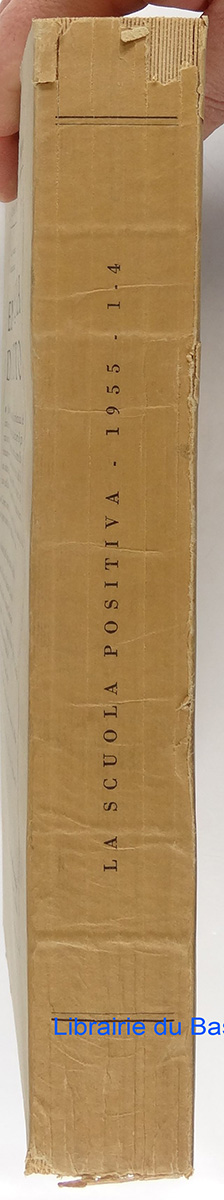 LA SCUOLA POSITIVA - 1955 - 1-4
Librairie du Bas